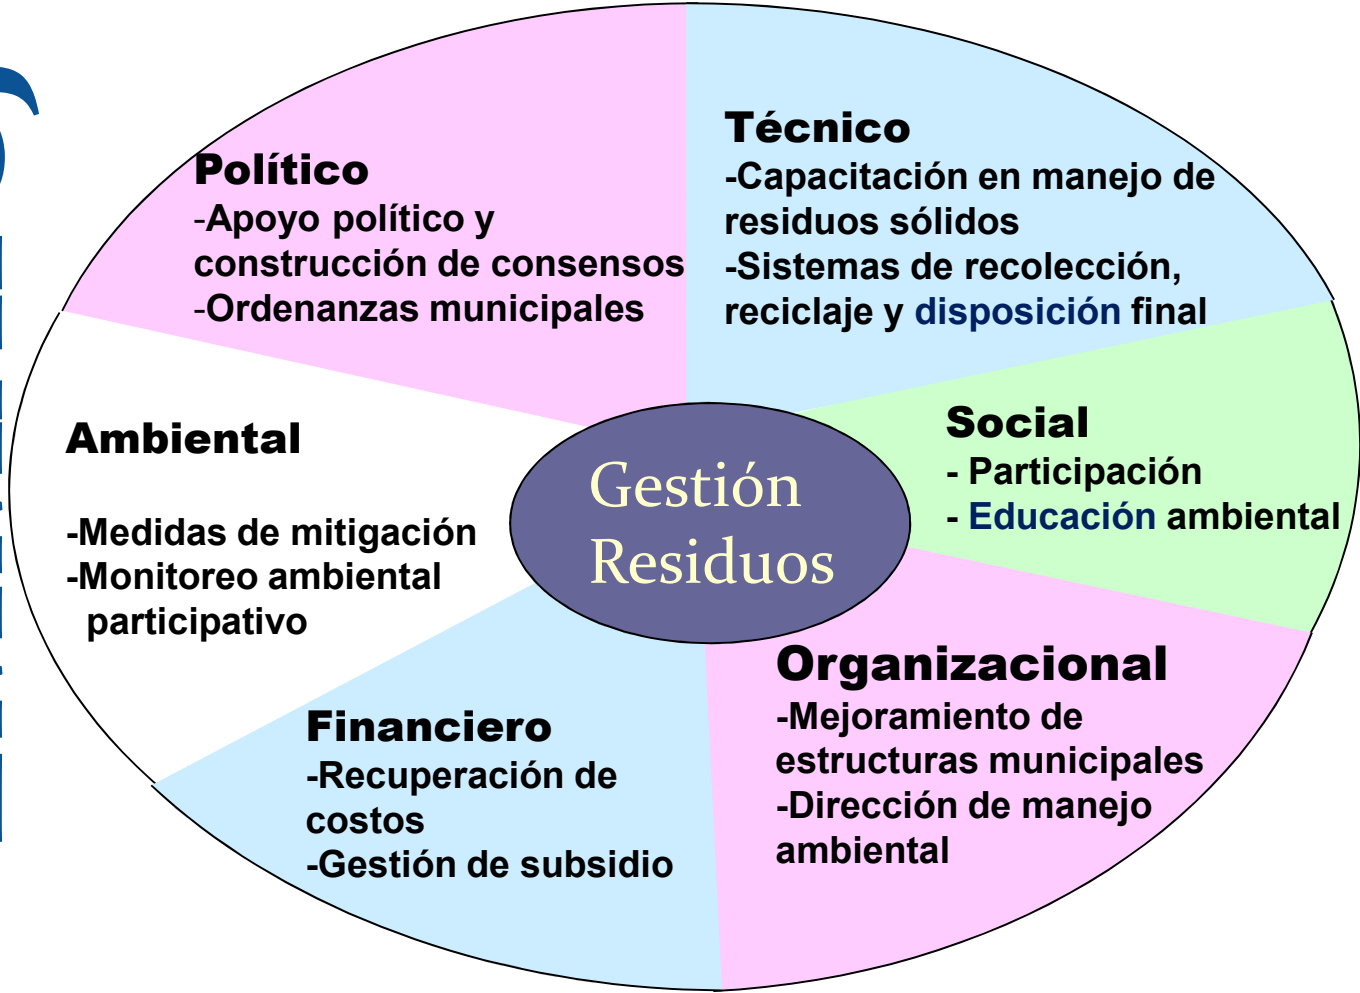 Político
-Apoyo político y
construcción de consensos
-Ordenanzas municipales
Técnico
-Capacitación en manejo de
residuos sólidos
-Sistemas de recolección,
reciclaje y disposición final
Social
- Participación
- Educación ambiental
Organizacional
-Mejoramiento de
estructuras municipales
-Dirección de manejo
ambiental
Financiero
-Recuperación de
costos
-Gestión de subsidio
Ambiental
-Medidas de mitigación
-Monitoreo ambiental
participativo
Gestión
Residuos